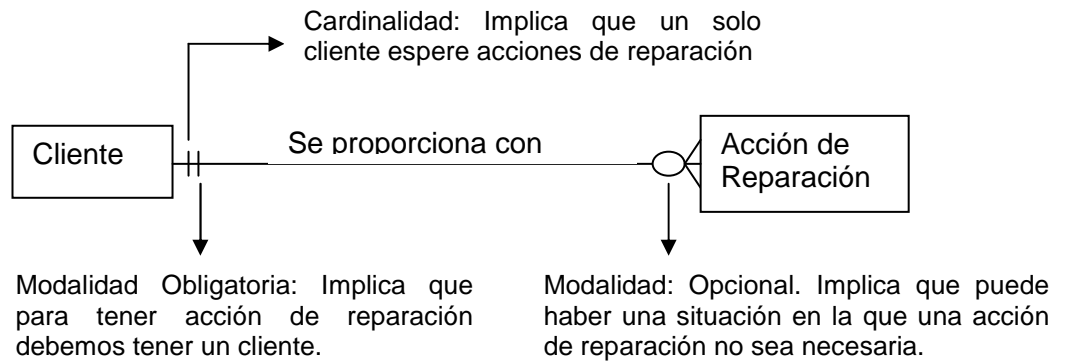 Cardinalidad: Implica que un solo
cliente espere acciones de reparación
Cliente
Se proporciona con
Acción de
Reparación
Modalidad Obligatoria: Implica que
para tener acción de reparación
debemos tener un cliente.
Modalidad: Opcional. Implica que puede
haber una situación en la que una acción
de reparación no sea necesaria.